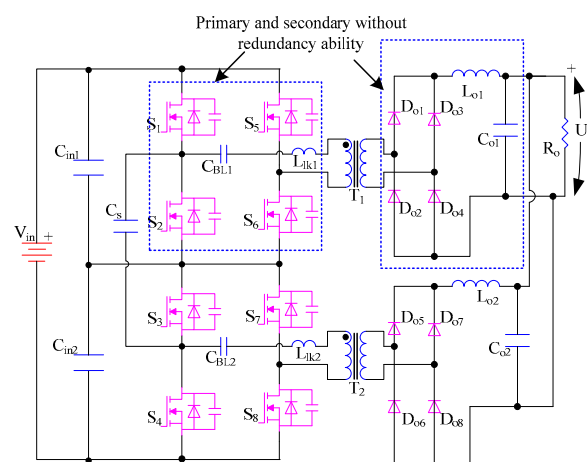 Primary and secondary without
redundancy ability
S1
S5
Do1
Do3
Lo1
Co1
Ro
+
U
Cin1
CBL1
Llk1
T1
Cs
S2
S6
Do2
Do4
Vin
+
S3
S7
Do5
Do7
Lo2
Cin2
CBL2
Llk2
T2
Co2
S4
S8
Do6
Do8